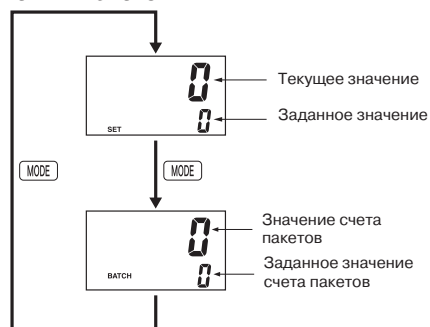 0
Текущее значение
SET
0
Заданное значение
MODE
MODE
0
Значение счета
пакетов
BATCH
0
Заданное значение
счета пакетов